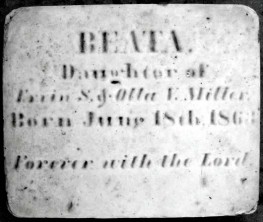 BEATA.
Daughter of
Ervin S. & Otta V. Miller,
Born June 18th, 186
Forever with the Lord.